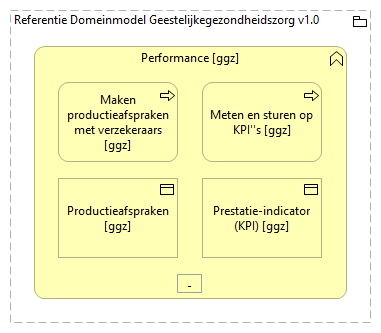 Referentie Domeinmodel Geestelijkegezondheidszorg v1.0
Performance [ggz]
Maken
productieafspraken
met verzekeraars
[ggz]
Meten en sturen op
KPI''s [ggz]
Productieafspraken
[ggz]
Prestatie-indicator
(KPI) [ggz]
-